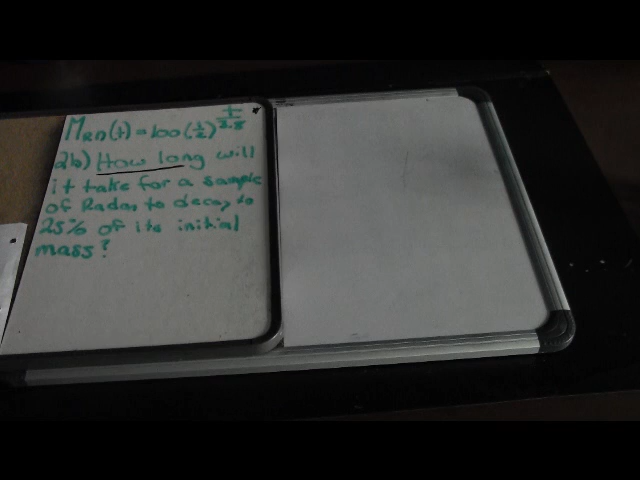 M_RD(t) = 100(1/2)^(t/3.8)
2b) How long will
it take for a sample
of Radon to decay to
25% of its initial
mass?